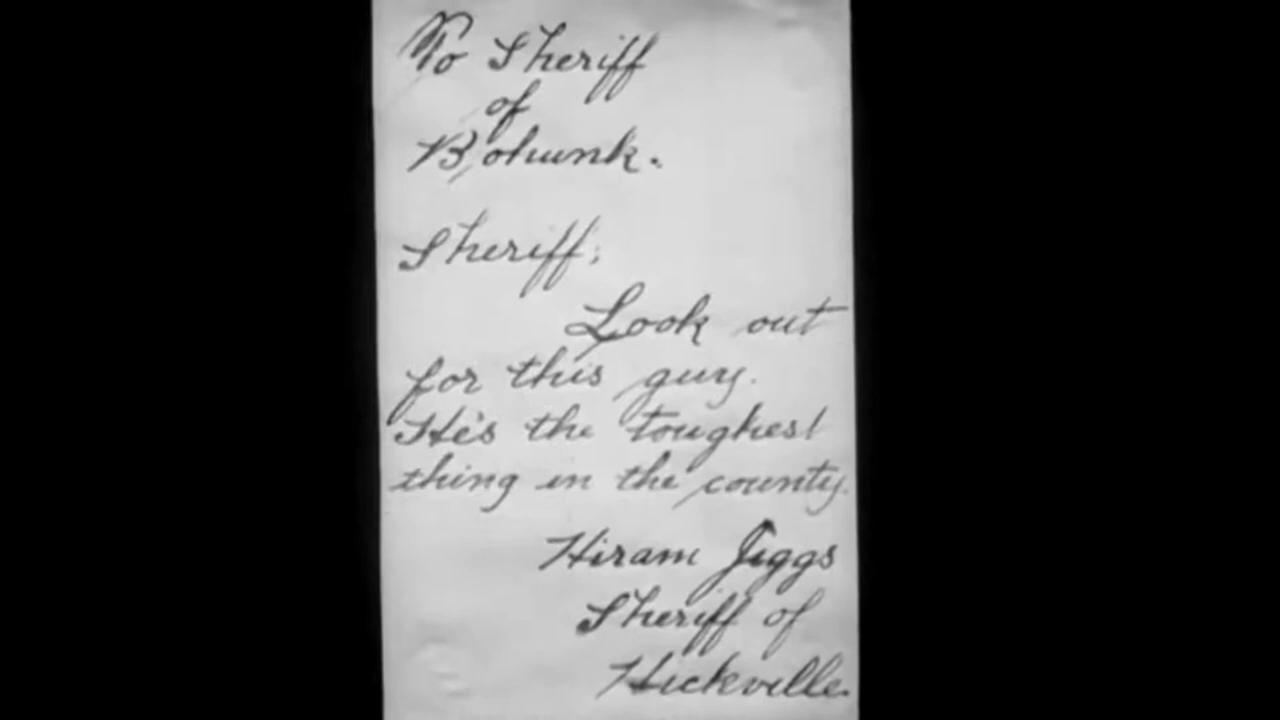 To Sheriff
of
Bohunk.
Sheriff;
Look out
for this guy.
He's the toughest
thing in the county.
Hiram Jiggs
Sheriff of
Hickville.